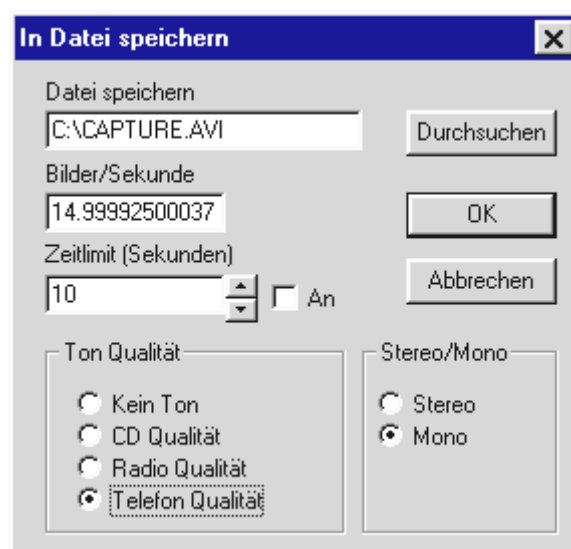 In Datei speichern
Datei speichern
C:\CAPTURE.AVI
Durchsuchen
Bilder/Sekunde
14.99992500037
OK
Zeitlimit (Sekunden)
10
An
Abbrechen
Ton Qualität
Kein Ton
CD Qualität
Radio Qualität
Telefon Qualität
Stereo/Mono
Stereo
Mono